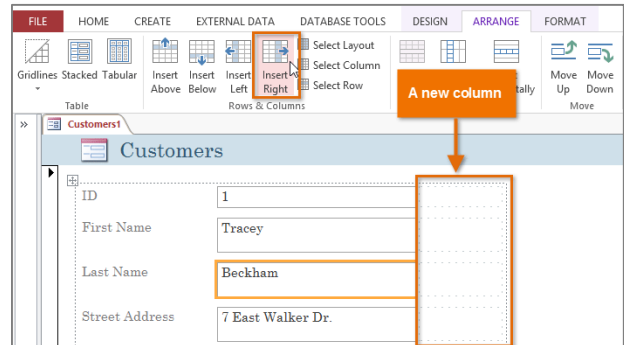 FILE HOME CREATE EXTERNAL DATA DATABASE TOOLS DESIGN ARRANGE FORMAT
Gridlines Stacked Tabular
Table
Insert Above
Insert Below
Insert Left
Insert Right
Select Layout
Select Column
Select Row
Rows & Columns
A new column
Move Up
Move Down
Move
» Customers1
Customers
ID 1
First Name Tracey
Last Name Beckham
Street Address 7 East Walker Dr.